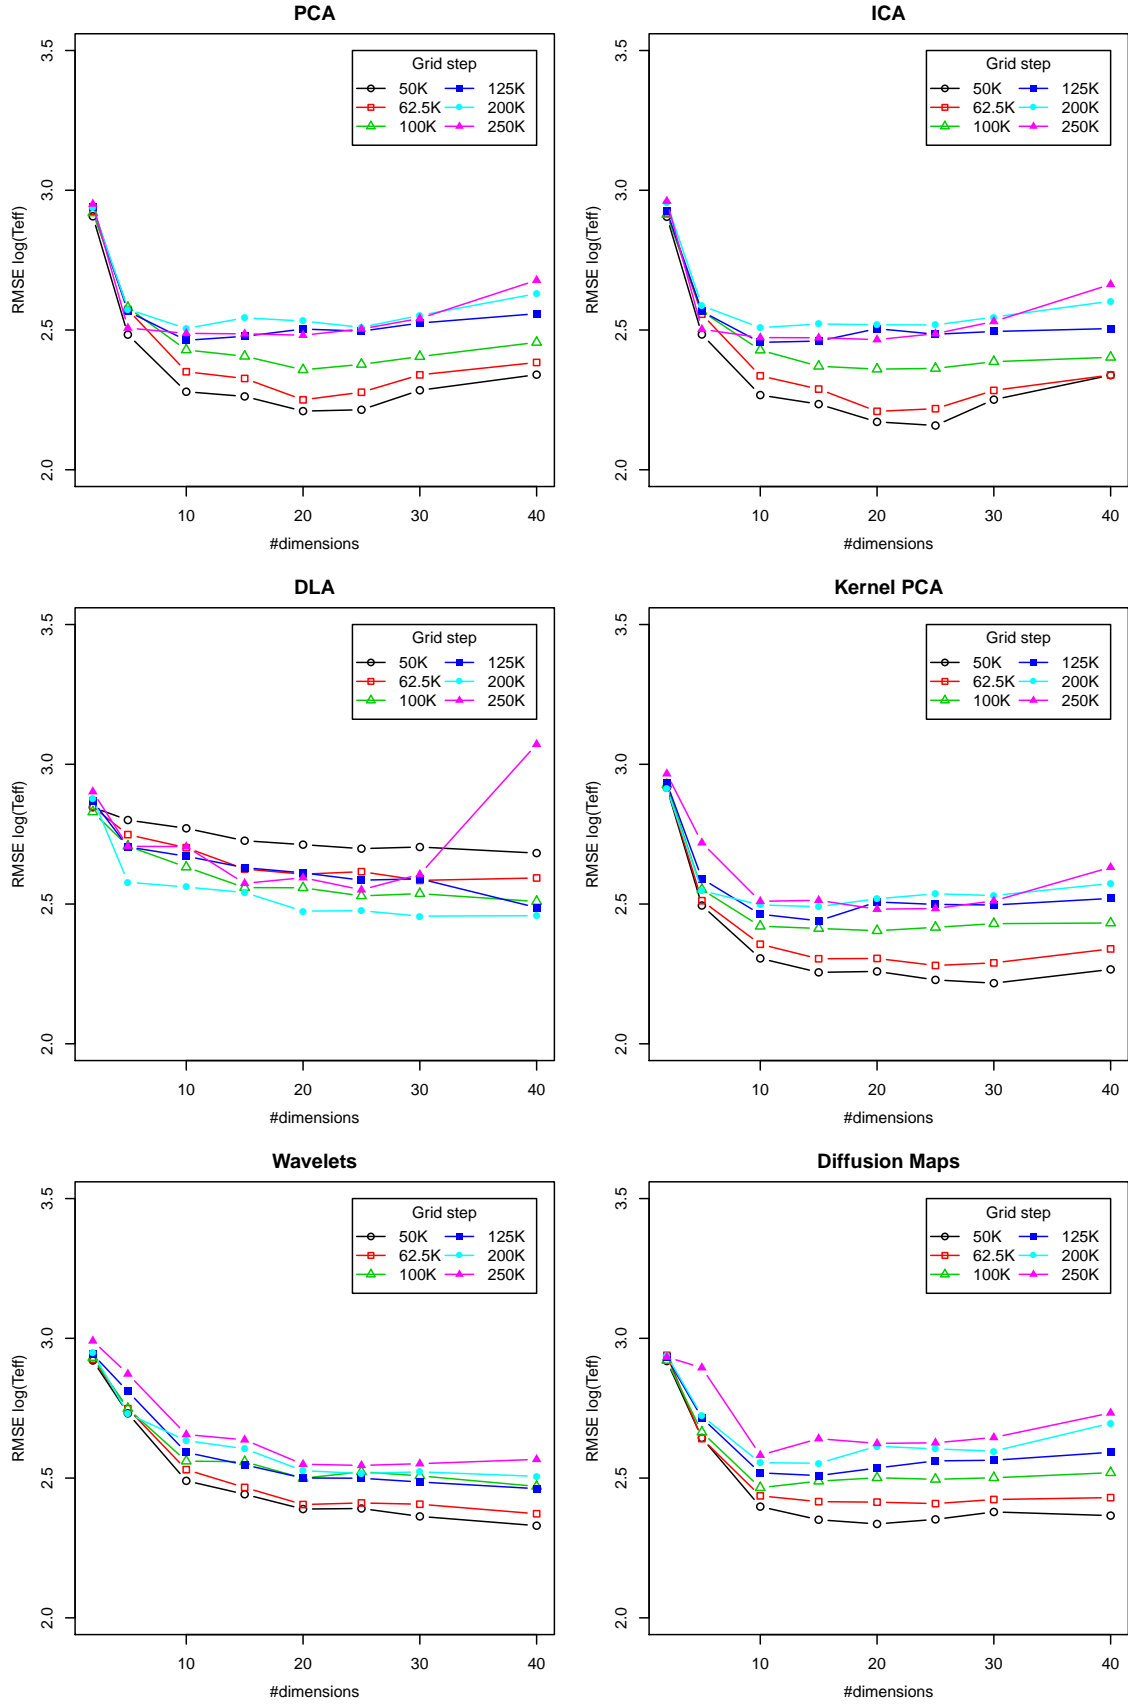 PCA
3.5
3.0
2.5
2.0
RMSE log(Teff)
Grid step
50K 125K
62.5K 200K
100K 250K
10 20 30 40
#dimensions
ICA
3.5
3.0
2.5
2.0
RMSE log(Teff)
Grid step
50K 125K
62.5K 200K
100K 250K
10 20 30 40
#dimensions
DLA
3.5
3.0
2.5
2.0
RMSE log(Teff)
Grid step
50K 125K
62.5K 200K
100K 250K
10 20 30 40
#dimensions
Kernel PCA
3.5
3.0
2.5
2.0
RMSE log(Teff)
Grid step
50K 125K
62.5K 200K
100K 250K
10 20 30 40
#dimensions
Wavelets
3.5
3.0
2.5
2.0
RMSE log(Teff)
Grid step
50K 125K
62.5K 200K
100K 250K
10 20 30 40
#dimensions
Diffusion Maps
3.5
3.0
2.5
2.0
RMSE log(Teff)
Grid step
50K 125K
62.5K 200K
100K 250K
10 20 30 40
#dimensions